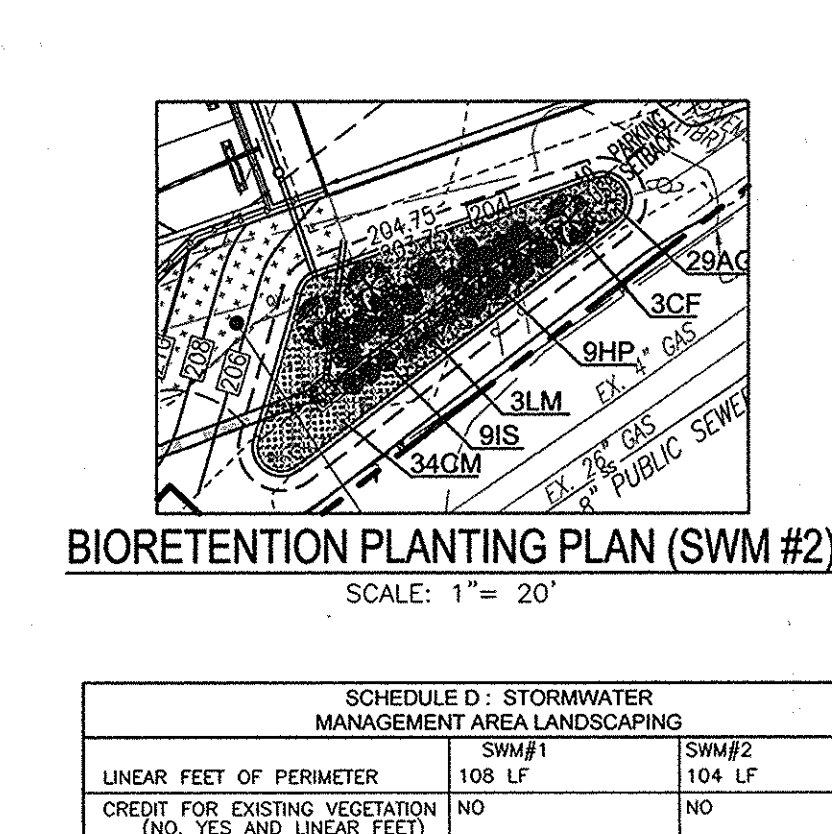 PARKING
SETBACK
204.75
204
210
208
206
29AG
3CF
9HP
3LM
9IS
34CM
EX. 4" GAS
EX. 26" GAS
8" SS PUBLIC SEWER
BIORETENTION PLANTING PLAN (SWM #2)
SCALE: 1"= 20'
SCHEDULE D : STORMWATER
MANAGEMENT AREA LANDSCAPING
SWM#1 SWM#2
LINEAR FEET OF PERIMETER 108 LF 104 LF
CREDIT FOR EXISTING VEGETATION NO NO
(NO, YES AND LINEAR FEET)